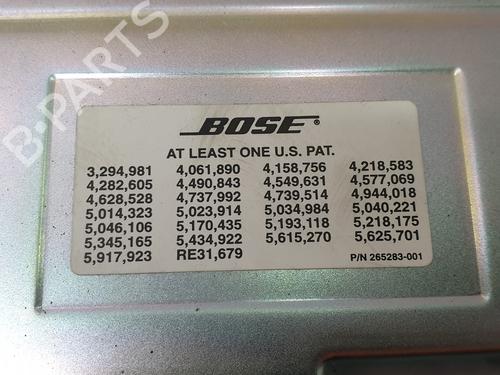 B-PARTS
BOSE®
AT LEAST ONE U.S. PAT.
3,294,981 4,061,890 4,158,756 4,218,583
4,282,605 4,490,843 4,549,631 4,577,069
4,628,528 4,737,992 4,739,514 4,944,018
5,014,323 5,023,914 5,034,984 5,040,221
5,046,106 5,170,435 5,193,118 5,218,175
5,345,165 5,434,922 5,615,270 5,625,701
5,917,923 RE31,679 P/N 265283-001